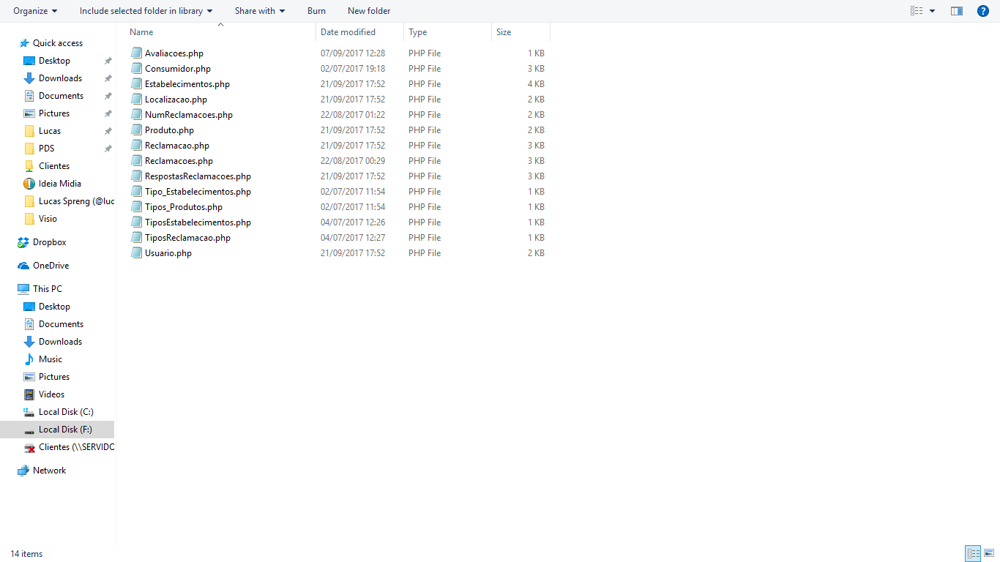 Organize Include selected folder in library Share with Burn New folder
Name Date modified Type Size
Quick access
Desktop
Downloads
Documents
Pictures
Lucas
PDS
Clientes
Ideia Midia
Lucas Spreng (@luc
Visio
Dropbox
OneDrive
This PC
Desktop
Documents
Downloads
Music
Pictures
Videos
Local Disk (C:)
Local Disk (F:)
Clientes (\\SERVIDO
Network
Avaliacoes.php 07/09/2017 12:28 PHP File 1 KB
Consumidor.php 02/07/2017 19:18 PHP File 3 KB
Estabelecimentos.php 21/09/2017 17:52 PHP File 4 KB
Localizacao.php 21/09/2017 17:52 PHP File 2 KB
NumReclamacoes.php 22/08/2017 01:22 PHP File 2 KB
Produto.php 21/09/2017 17:52 PHP File 2 KB
Reclamacao.php 21/09/2017 17:52 PHP File 3 KB
Reclamacoes.php 22/08/2017 00:29 PHP File 3 KB
RespostasReclamacoes.php 21/09/2017 17:52 PHP File 3 KB
Tipo_Estabelecimentos.php 02/07/2017 11:54 PHP File 1 KB
Tipos_Produtos.php 02/07/2017 11:54 PHP File 1 KB
TiposEstabelecimentos.php 04/07/2017 12:26 PHP File 1 KB
TiposReclamacao.php 04/07/2017 12:27 PHP File 1 KB
Usuario.php 21/09/2017 17:52 PHP File 2 KB
14 items